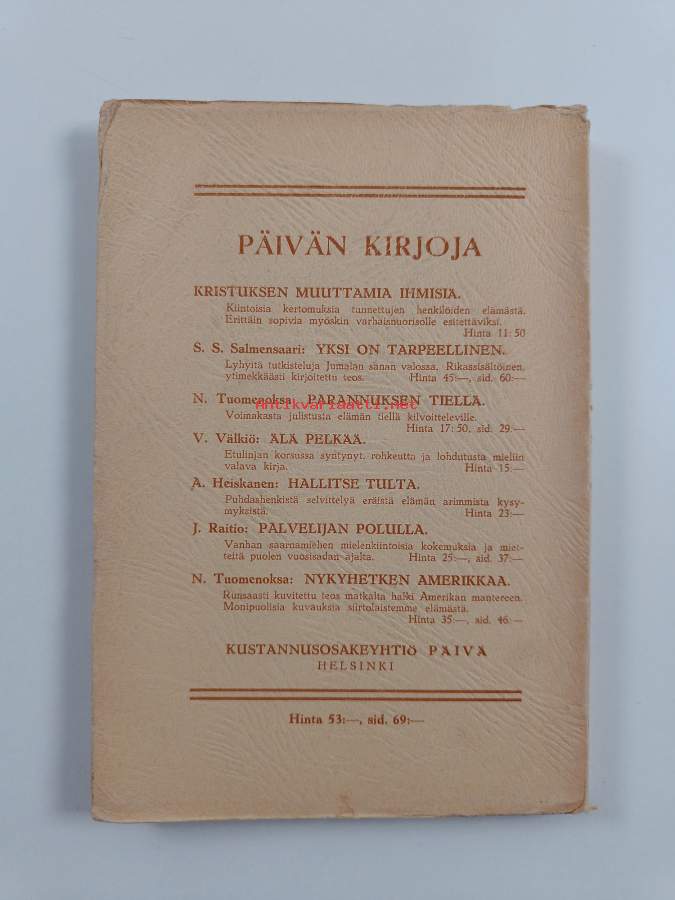 PÄIVÄN KIRJOJA
KRISTUKSEN MUUTTAMIA IHMISIÄ.
Kiintoisia kertomuksia tunnettujen henkilöiden elämästä.
Erittäin sopivia myöskin varhaisnuorisolle esitettäviksi.
Hinta 11:50
S. S. Salmensaari: YKSI ON TARPEELLINEN.
Lyhyitä tutkisteluja Jumalan sanan valossa. Rikassisältöinen,
ytimekkäästi kirjoitettu teos. Hinta 45:—, sid. 60:—
N. Tuomenoksa: PARANNUKSEN TIELLÄ.
Antikvariaatti.net
Voimakasta julistusta elämän tiellä kilvoitteleville.
Hinta 17:50, sid. 29:—
V. Välkiö: ÄLÄ PELKÄÄ.
Etulinjan korsussa syntynyt, rohkeutta ja lohdutusta mieliin
valava kirja. Hinta 15:—
A. Heiskanen: HALLITSE TULTA.
Puhdashenkistä selvittelyä eräistä elämän arimmista kysy-
myksistä. Hinta 23:—
J. Raitio: PALVELIJAN POLULLA.
Vanhan saarnamiehen mielenkiintoisia kokemuksia ja miet-
teitä puolen vuosisadan ajalta. Hinta 25:—, sid. 37:—
N. Tuomenoksa: NYKYHETKEN AMERIKKAA.
Runsaasti kuvitettu teos matkalta halki Amerikan mantereen.
Monipuolisia kuvauksia siirtolaistemme elämästä.
Hinta 35:—, sid. 46:—
KUSTANNUSOSAKEYHTIÖ PÄIVÄ
HELSINKI
Hinta 53:—, sid. 69:—